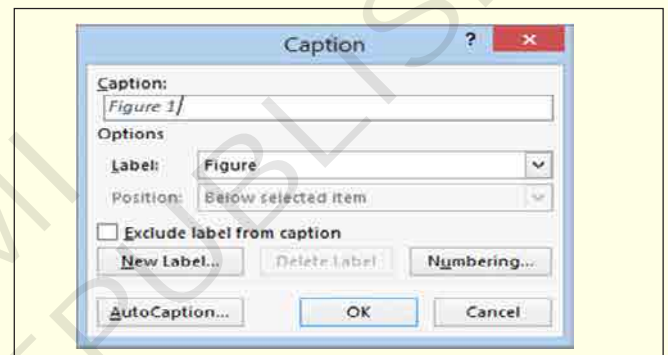 Caption
?
Caption:
Figure 1
Options
Label: Figure
Position: Below selected item
Exclude label from caption
New Label... Delete Label Numbering...
AutoCaption... OK Cancel